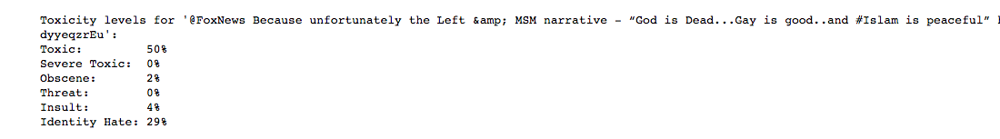 Toxicity levels for '@FoxNews Because unfortunately the Left &amp; MSM narrative - “God is Dead...Gay is good..and #Islam is peaceful”
dyyeqzrEu':
Toxic: 50%
Severe Toxic: 0%
Obscene: 2%
Threat: 0%
Insult: 4%
Identity Hate: 29%